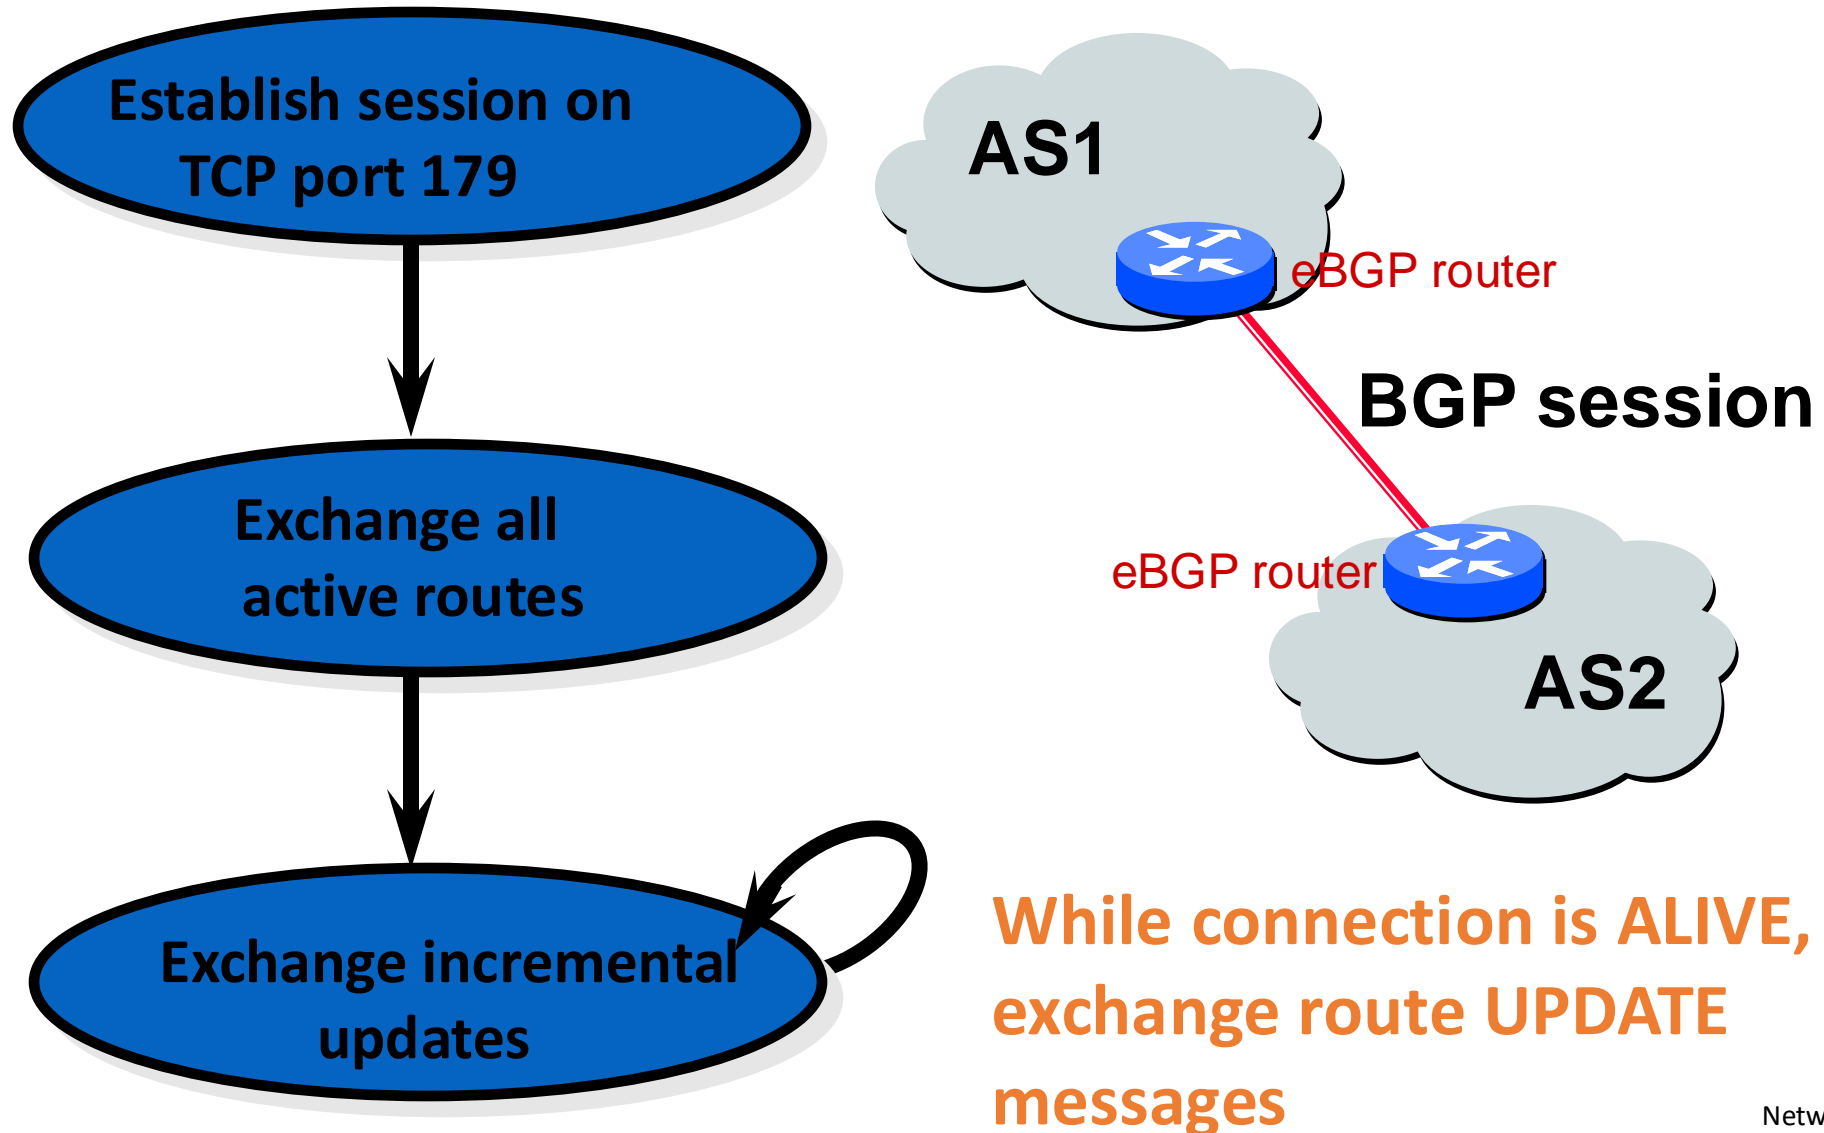 Establish session on
TCP port 179
Exchange all
active routes
Exchange incremental
updates
AS1
eBGP router
BGP session
eBGP router
AS2
While connection is ALIVE,
exchange route UPDATE
messages